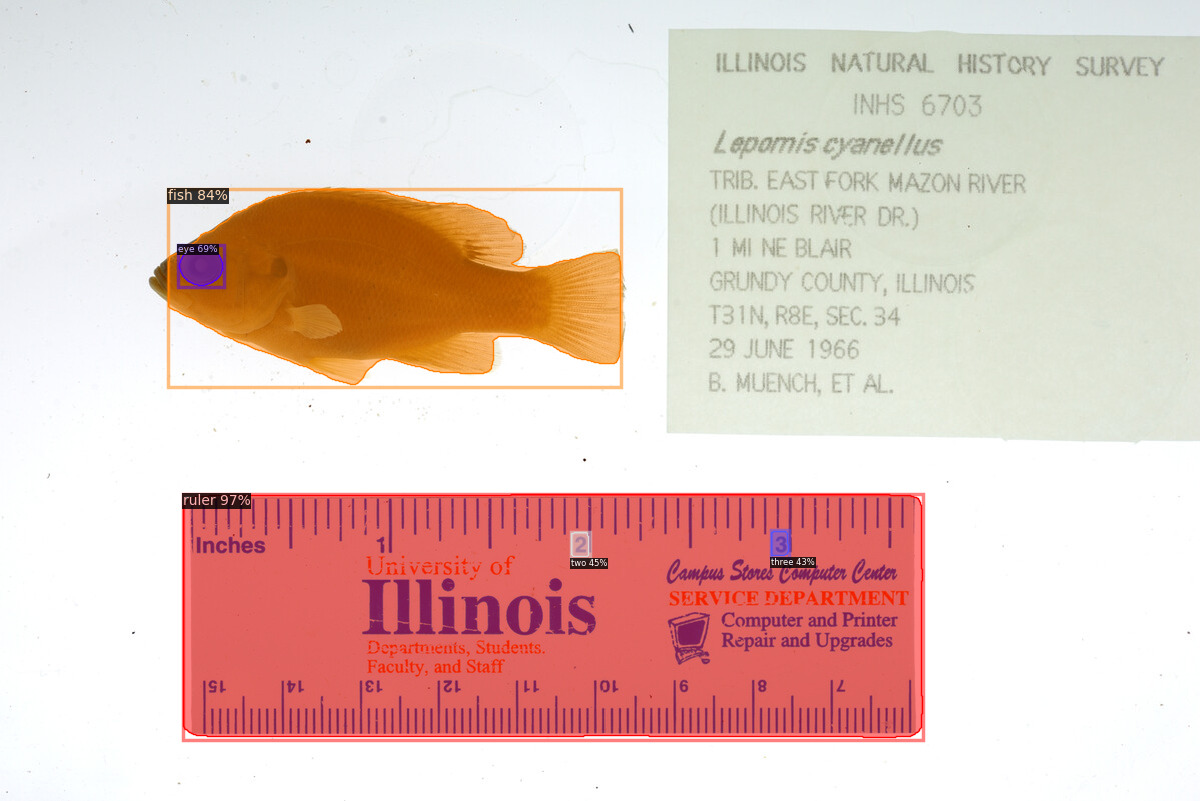 ILLINOIS NATURAL HISTORY SURVEY
INHS 6703
Lepomis cyanellus
TRIB. EAST FORK MAZON RIVER
(ILLINOIS RIVER DR.)
1 MI NE BLAIR
GRUNDY COUNTY, ILLINOIS
T31N, R8E, SEC. 34
29 JUNE 1966
B. MUENCH, ET AL.
fish 84%
eye 69%
ruler 97%
Inches 1 2 3
two 45% three 43%
University of
Illinois
Departments, Students,
Faculty, and Staff
Campus Stores Computer Center
SERVICE DEPARTMENT
Computer and Printer
Repair and Upgrades
15 14 13 12 11 10 9 8 7